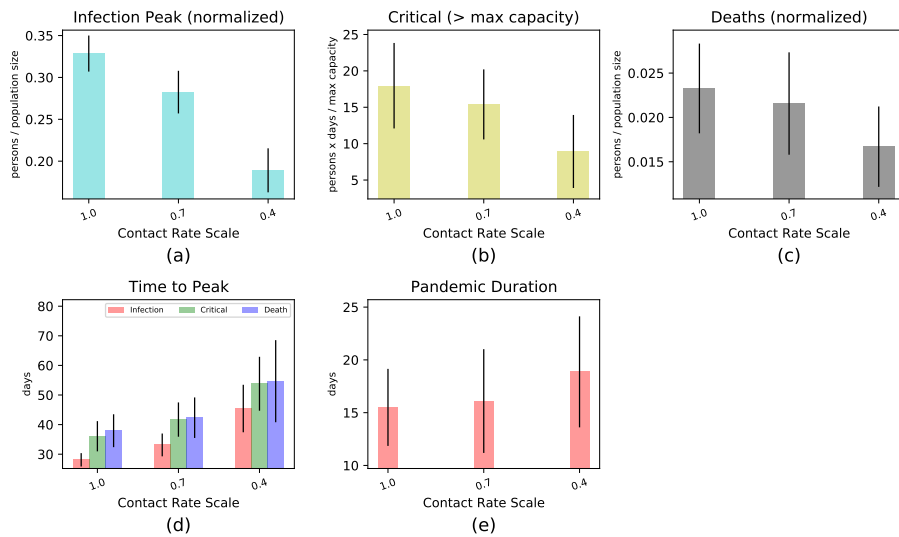 Infection Peak (normalized)
persons / population size
0.35
0.30
0.25
0.20
1.0
0.7
0.4
Contact Rate Scale
(a)
Critical (> max capacity)
persons x days / max capacity
25
20
15
10
5
1.0
0.7
0.4
Contact Rate Scale
(b)
Deaths (normalized)
persons / population size
0.025
0.020
0.015
1.0
0.7
0.4
Contact Rate Scale
(c)
Time to Peak
days
80
70
60
50
40
30
Infection
Critical
Death
1.0
0.7
0.4
Contact Rate Scale
(d)
Pandemic Duration
days
25
20
15
10
1.0
0.7
0.4
Contact Rate Scale
(e)